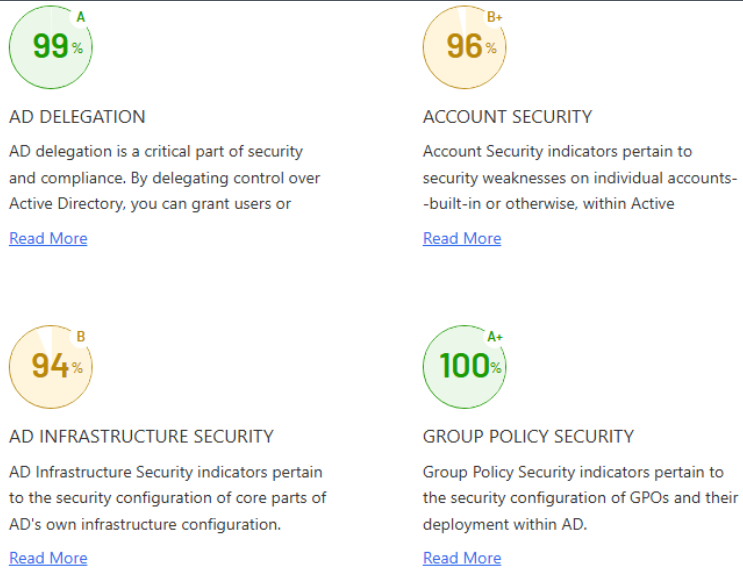 A
99%
AD DELEGATION
AD delegation is a critical part of security
and compliance. By delegating control over
Active Directory, you can grant users or
Read More
B+
96%
ACCOUNT SECURITY
Account Security indicators pertain to
security weaknesses on individual accounts-
-built-in or otherwise, within Active
Read More
B
94%
AD INFRASTRUCTURE SECURITY
AD Infrastructure Security indicators pertain
to the security configuration of core parts of
AD's own infrastructure configuration.
Read More
A+
100%
GROUP POLICY SECURITY
Group Policy Security indicators pertain to
the security configuration of GPOs and their
deployment within AD.
Read More